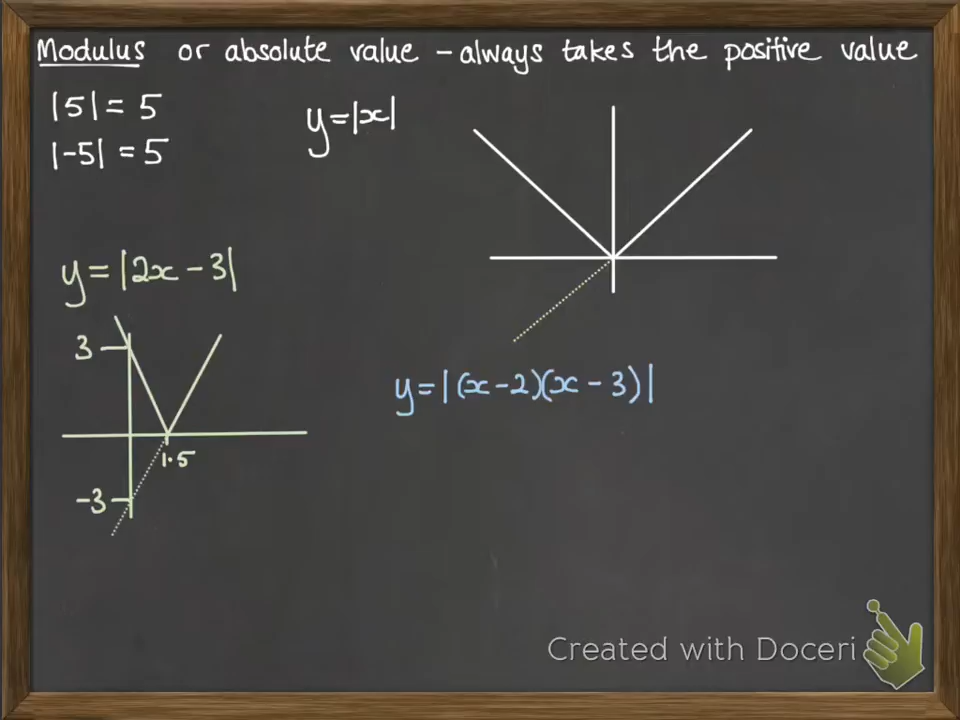 Modulus or absolute value – always takes the positive value
|5| = 5
|-5| = 5
y = |x|
y = |2x - 3|
3
1.5
-3
y = |(x - 2)(x - 3)|
Created with Doceri